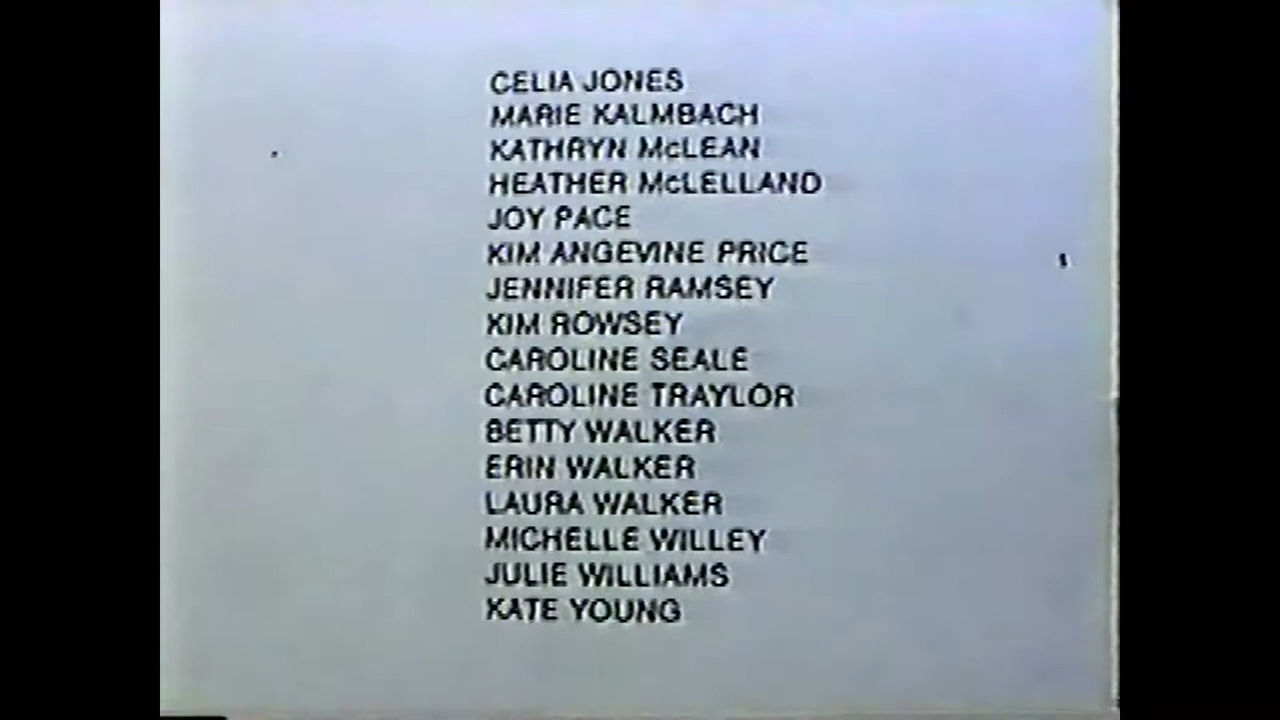 CELIA JONES
MARIE KALMBACH
KATHRYN McLEAN
HEATHER McLELLAND
JOY PACE
KIM ANGEVINE PRICE
JENNIFER RAMSEY
KIM ROWSEY
CAROLINE SEALE
CAROLINE TRAYLOR
BETTY WALKER
ERIN WALKER
LAURA WALKER
MICHELLE WILLEY
JULIE WILLIAMS
KATE YOUNG